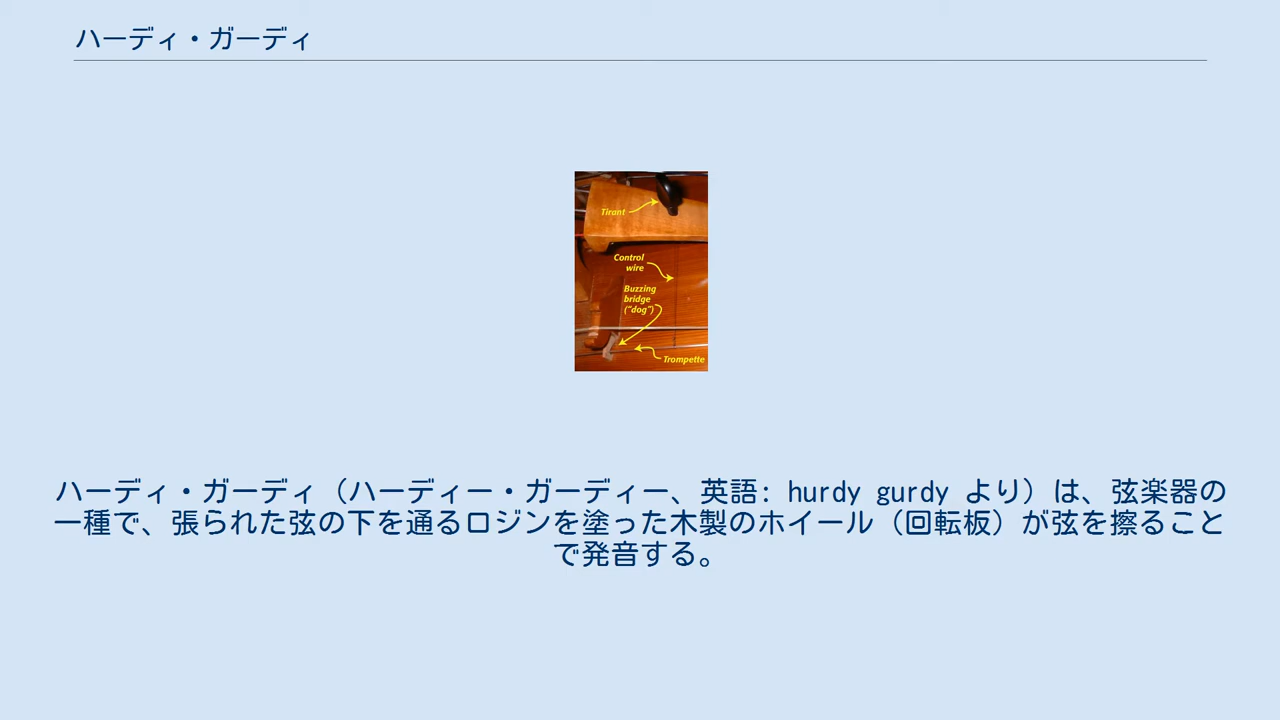 ハーディ・ガーディ
Tirant
Control
wire
Buzzing
bridge
("dog")
Trompette
ハーディ・ガーディ（ハーディー・ガーディー、英語: hurdy gurdy より）は、弦楽器の
一種で、張られた弦の下を通るロジンを塗った木製のホイール（回転板）が弦を擦ること
で発音する。